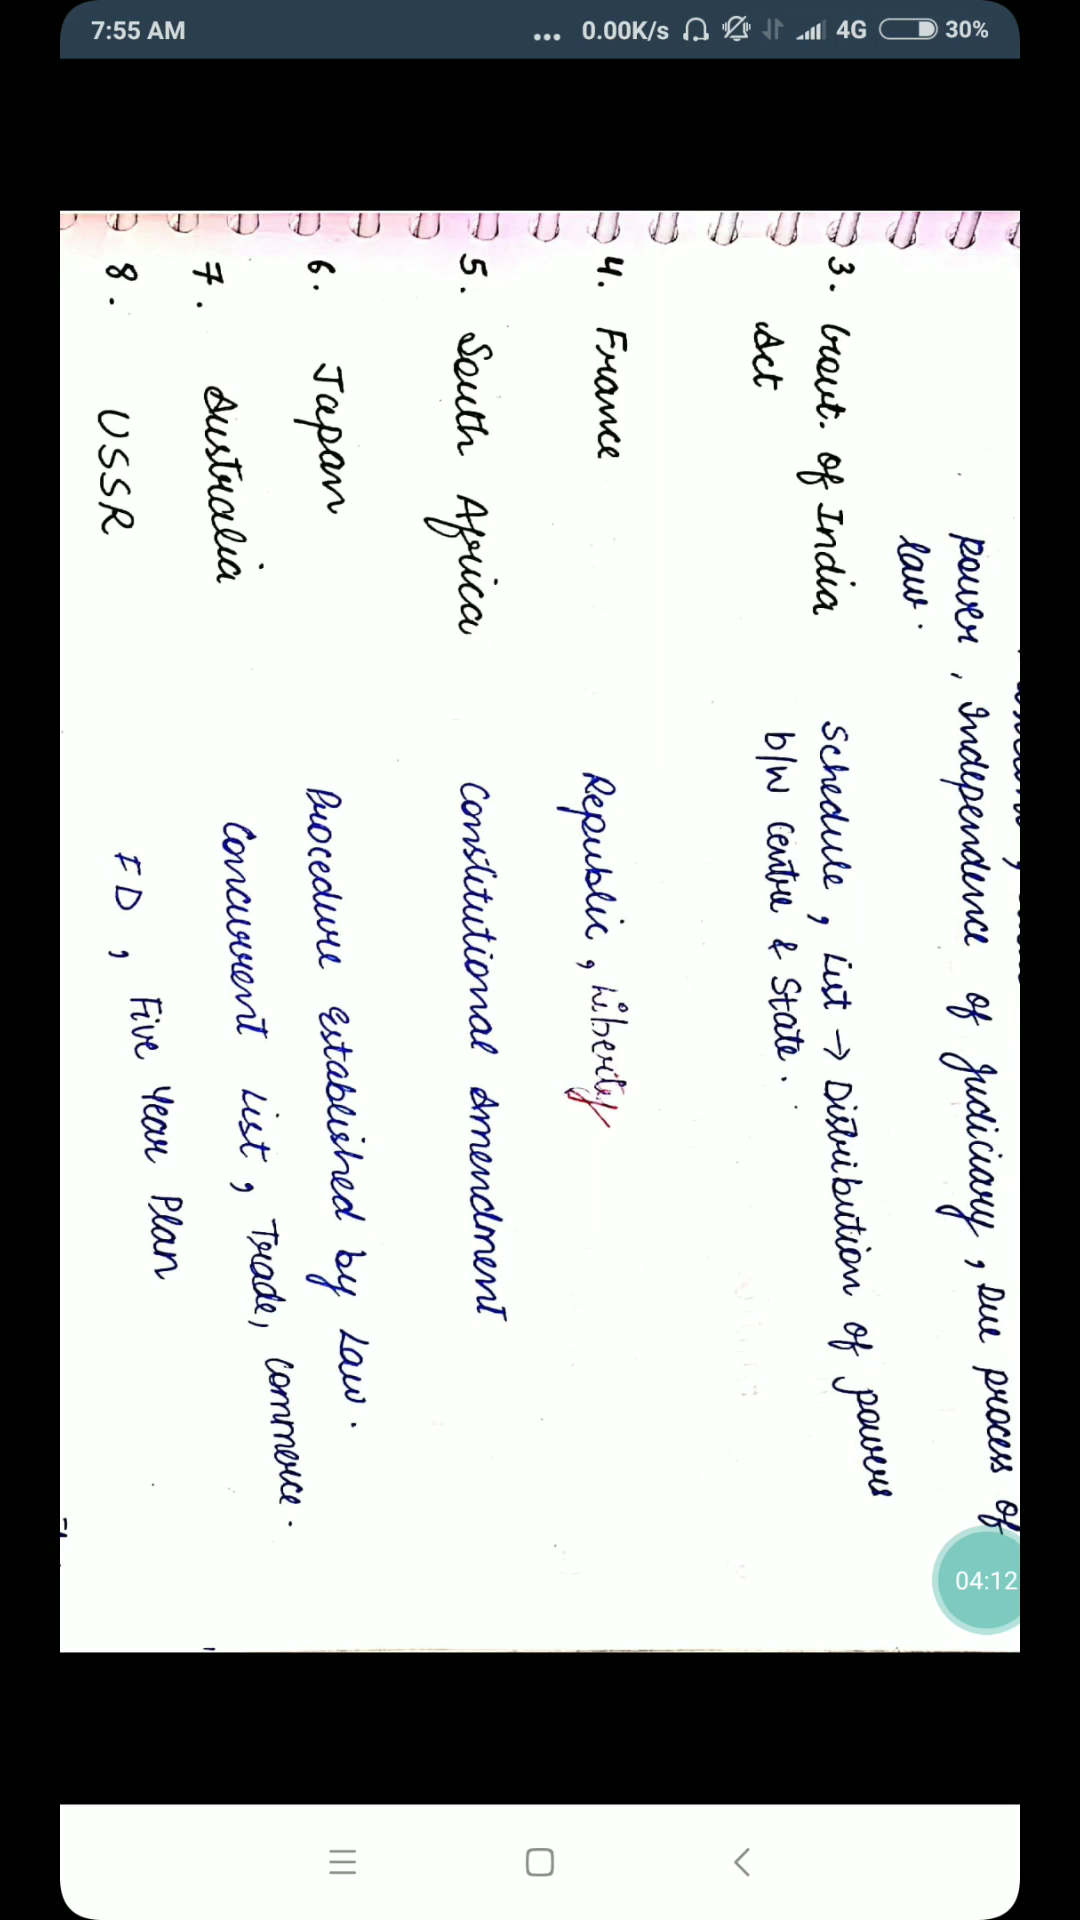 7:55 AM
... 0.00K/s 4G 30%
power, Independence of Judiciary, Due process of
law.
3. Govt. of India Schedule, List → Distribution of powers
Act b/w centre & State.
4. France Republic, Liberty
5. South Africa Constitutional Amendment
6. Japan Procedure Established by Law.
7. Australia Concurrent List, Trade, Commerce.
8. USSR FD, Five Year Plan
04:12